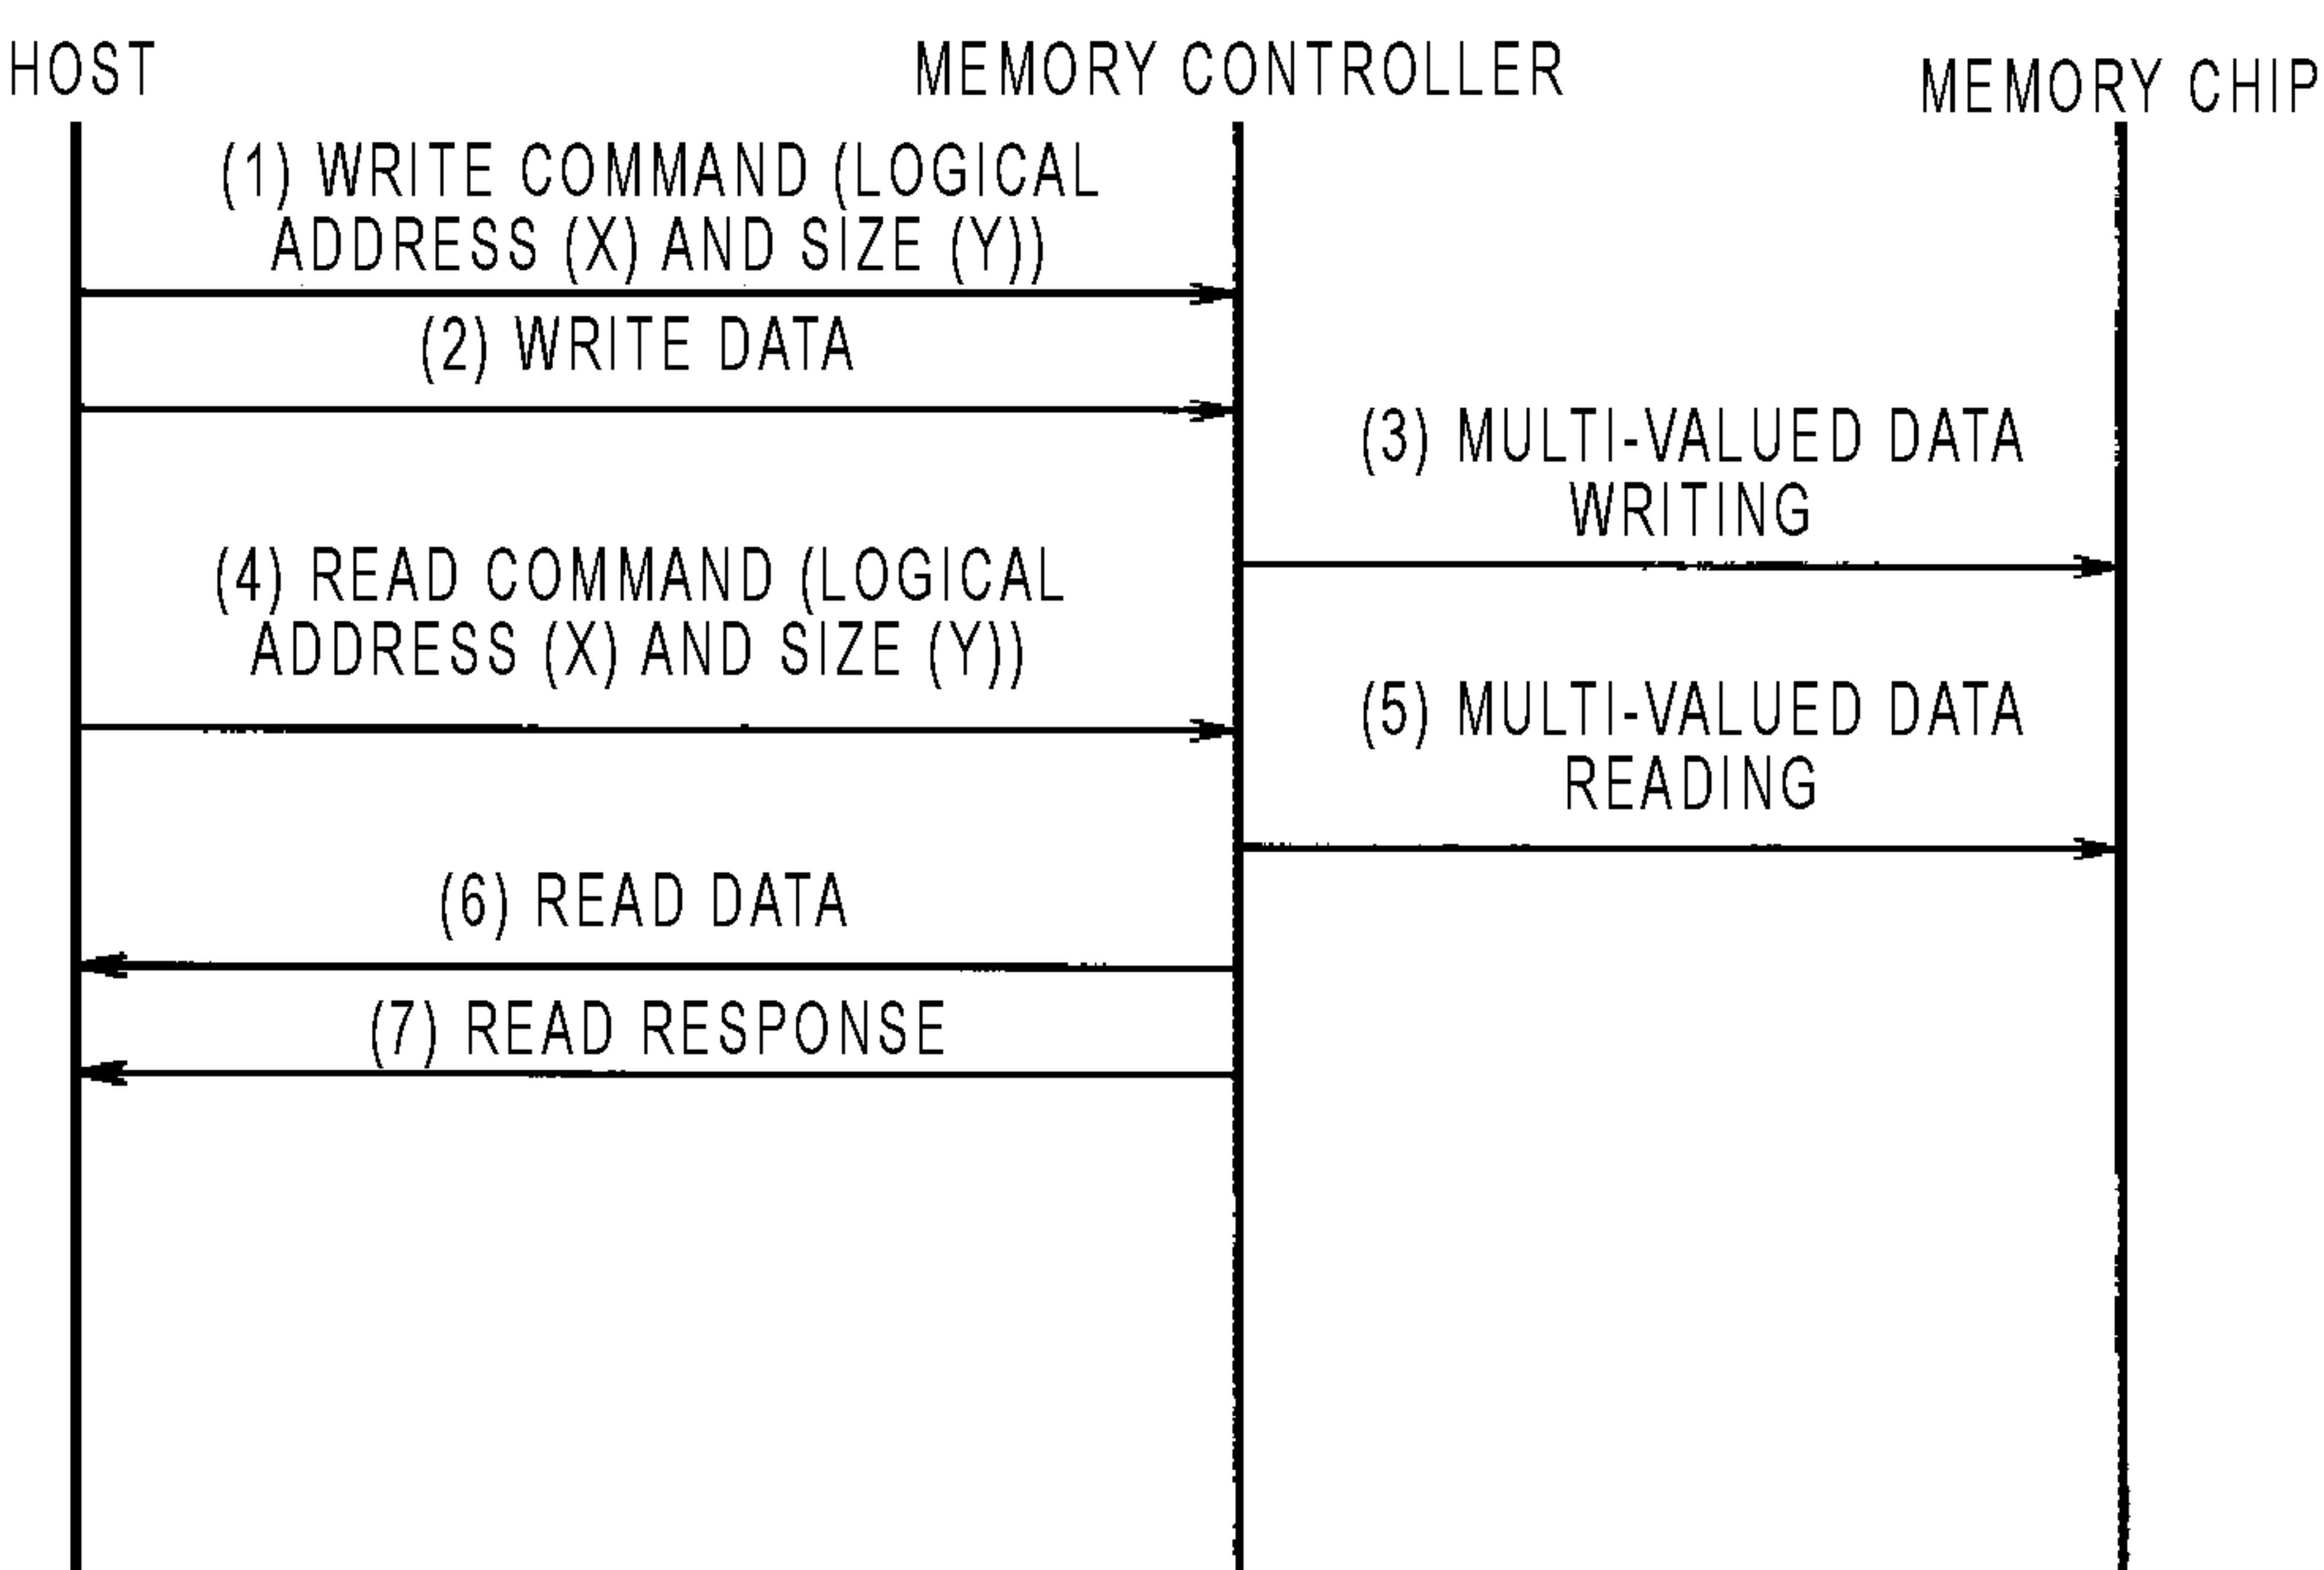 HOST
MEMORY CONTROLLER
MEMORY CHIP
(1) WRITE COMMAND (LOGICAL
ADDRESS (X) AND SIZE (Y))
(2) WRITE DATA
(3) MULTI-VALUED DATA
WRITING
(4) READ COMMAND (LOGICAL
ADDRESS (X) AND SIZE (Y))
(5) MULTI-VALUED DATA
READING
(6) READ DATA
(7) READ RESPONSE